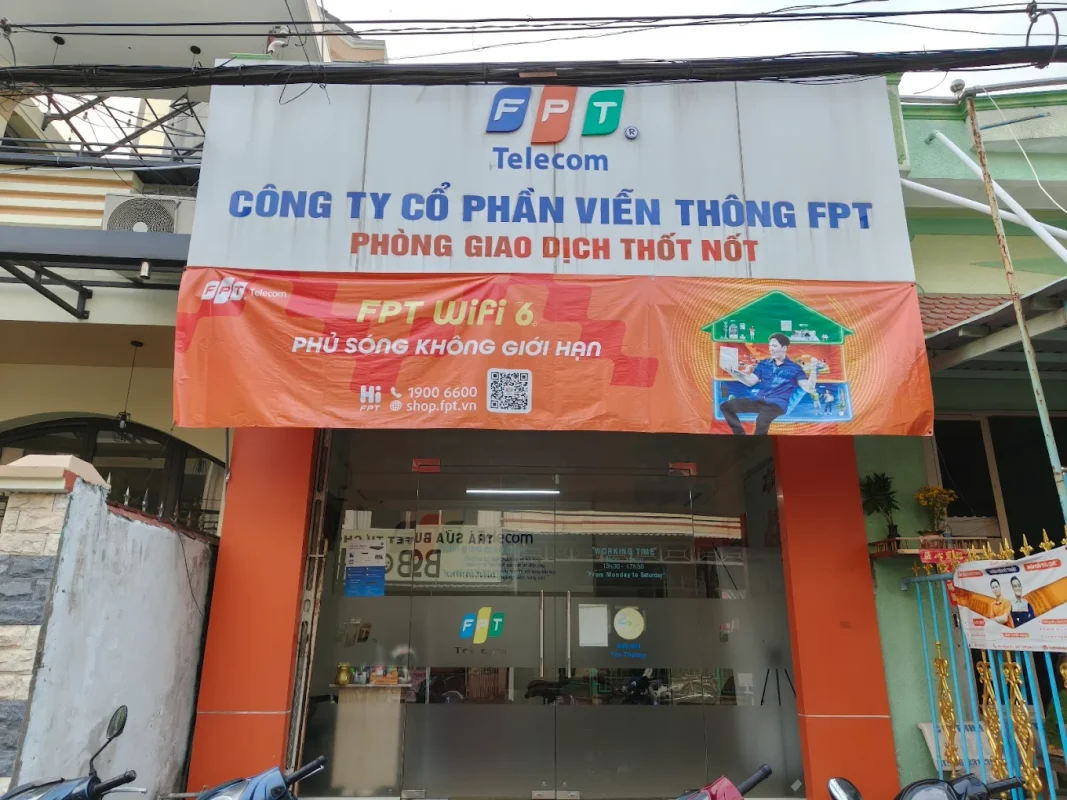 FPT
Telecom
CÔNG TY CỔ PHẦN VIỄN THÔNG FPT
PHÒNG GIAO DỊCH THỐT NỐT
FPT Telecom
FPT WiFi 6
PHỦ SÓNG KHÔNG GIỚI HẠN
Hi FPT
1900 6600
shop.fpt.vn
"WORKING TIME"
13h30 - 17h30
"From Monday to Saturday"
FPT
Telecom